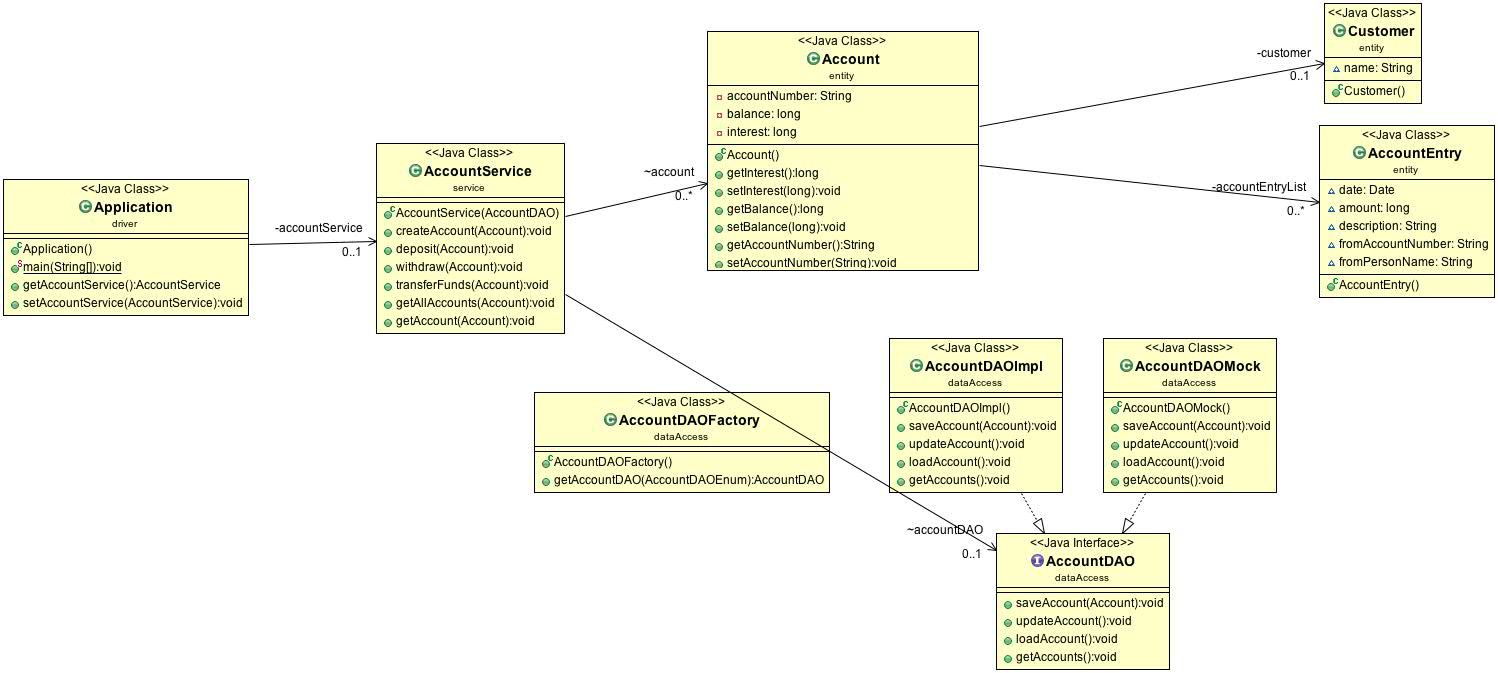 <<Java Class>>
Application
driver
Application()
main(String[]):void
getAccountService():AccountService
setAccountService(AccountService):void
-accountService
0..1
<<Java Class>>
AccountService
service
AccountService(AccountDAO)
createAccount(Account):void
deposit(Account):void
withdraw(Account):void
transferFunds(Account):void
getAllAccounts(Account):void
getAccount(Account):void
~account
0..*
<<Java Class>>
Account
entity
accountNumber: String
balance: long
interest: long
Account()
getInterest():long
setInterest(long):void
getBalance():long
setBalance(long):void
getAccountNumber():String
setAccountNumber(String):void
-customer
0..1
<<Java Class>>
Customer
entity
name: String
Customer()
-accountEntryList
0..*
<<Java Class>>
AccountEntry
entity
date: Date
amount: long
description: String
fromAccountNumber: String
fromPersonName: String
AccountEntry()
<<Java Class>>
AccountDAOFactory
dataAccess
AccountDAOFactory()
getAccountDAO(AccountDAOEnum):AccountDAO
<<Java Class>>
AccountDAOImpl
dataAccess
AccountDAOImpl()
saveAccount(Account):void
updateAccount():void
loadAccount():void
getAccounts():void
<<Java Class>>
AccountDAOMock
dataAccess
AccountDAOMock()
saveAccount(Account):void
updateAccount():void
loadAccount():void
getAccounts():void
~accountDAO
0..1
<<Java Interface>>
AccountDAO
dataAccess
saveAccount(Account):void
updateAccount():void
loadAccount():void
getAccounts():void